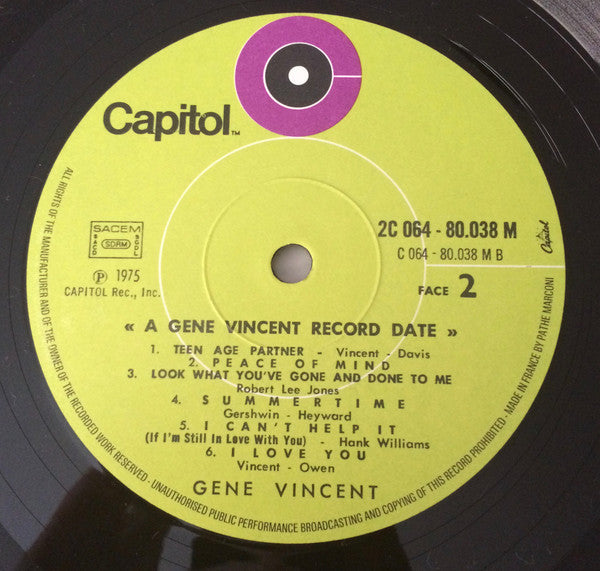 Capitol™
SACEM
SACD SDRM SGDL
Ⓟ 1975
CAPITOL Rec., Inc.
2C 064 - 80.038 M
C 064 - 80.038 M B
Capitol
FACE 2
« A GENE VINCENT RECORD DATE »
1. TEEN AGE PARTNER - Vincent - Davis
2. PEACE OF MIND
3. LOOK WHAT YOU'VE GONE AND DONE TO ME
Robert Lee Jones
4. SUMMERTIME
Gershwin - Heyward
5. I CAN'T HELP IT
(If I'm Still In Love With You) - Hank Williams
6. I LOVE YOU
Vincent - Owen
GENE VINCENT
ALL RIGHTS OF THE MANUFACTURER AND OF THE OWNER OF THE RECORDED WORK RESERVED - UNAUTHORISED PUBLIC PERFORMANCE BROADCASTING AND COPYING OF THIS RECORD PROHIBITED - MADE IN FRANCE BY PATHE MARCONI